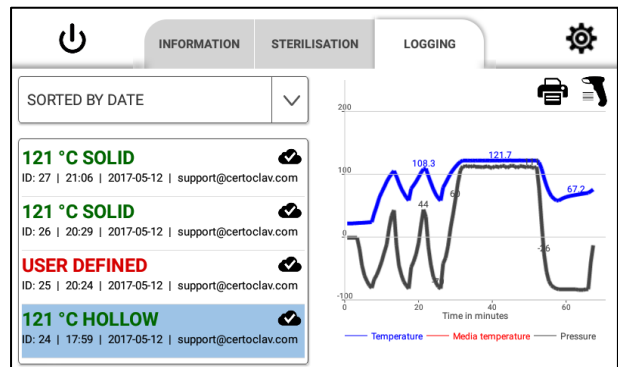 INFORMATION
STERILISATION
LOGGING
SORTED BY DATE
121 °C SOLID
ID: 27 | 21:06 | 2017-05-12 | support@certoclav.com
121 °C SOLID
ID: 26 | 20:29 | 2017-05-12 | support@certoclav.com
USER DEFINED
ID: 25 | 20:24 | 2017-05-12 | support@certoclav.com
121 °C HOLLOW
ID: 24 | 17:59 | 2017-05-12 | support@certoclav.com
200
121.7
108.3
100
67.2
60
44
0
-26
-100
0 20 40 60
Time in minutes
Temperature Media temperature Pressure